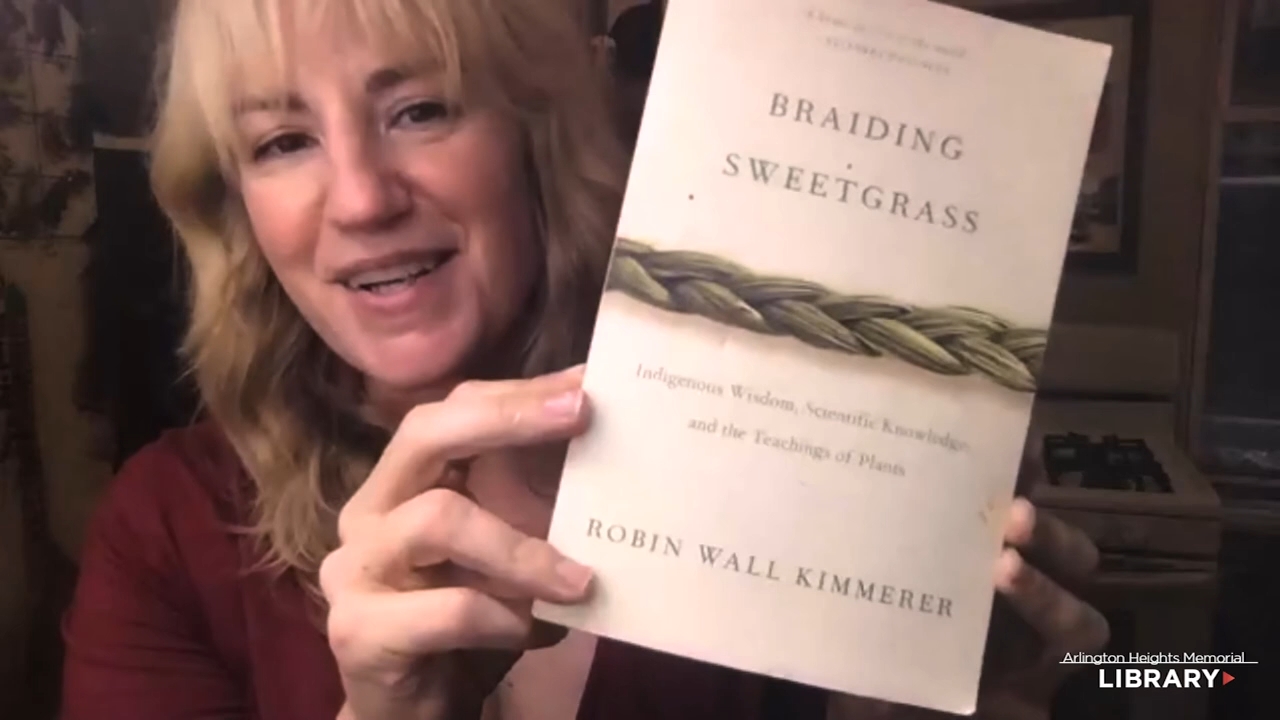 BRAIDING
SWEETGRASS
Indigenous Wisdom, Scientific Knowledge,
and the Teachings of Plants
ROBIN WALL KIMMERER
Arlington Heights Memorial
LIBRARY